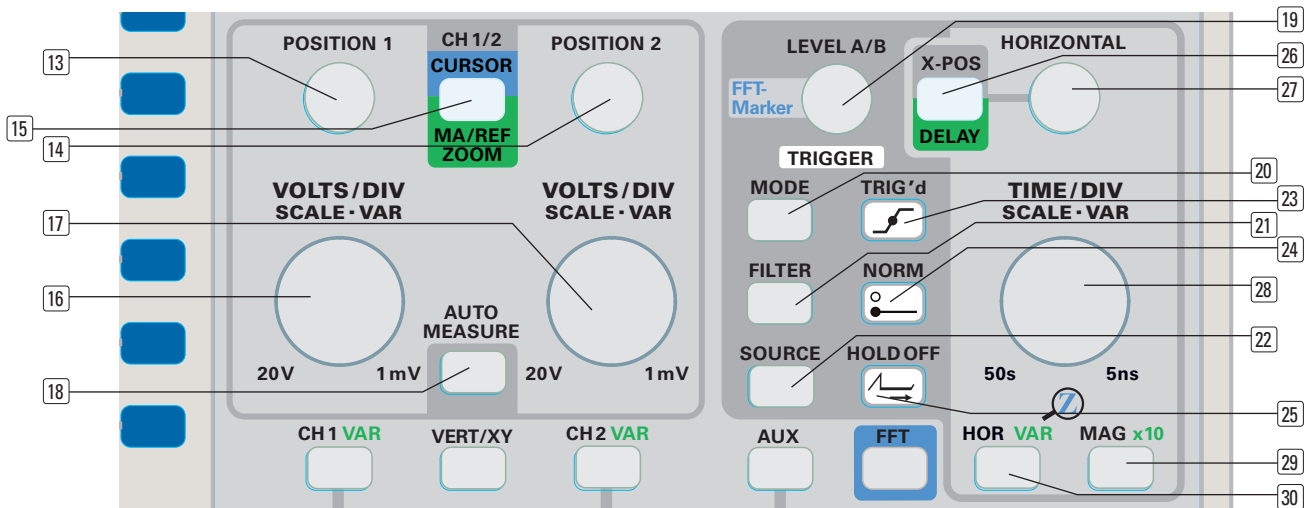 POSITION 1
CH 1/2
CURSOR
MA/REF
ZOOM
POSITION 2
LEVEL A/B
FFT-
Marker
HORIZONTAL
X-POS
DELAY
TRIGGER
MODE
TRIG'd
FILTER
NORM
SOURCE
HOLD OFF
VOLTS/DIV
SCALE · VAR
VOLTS/DIV
SCALE · VAR
TIME/DIV
SCALE · VAR
AUTO
MEASURE
20V
1mV
20V
1mV
50s
5ns
Z
CH 1 VAR
VERT/XY
CH2 VAR
AUX
FFT
HOR VAR
MAG x10
13
15
14
17
16
18
19
26
27
20
23
21
24
28
22
25
29
30